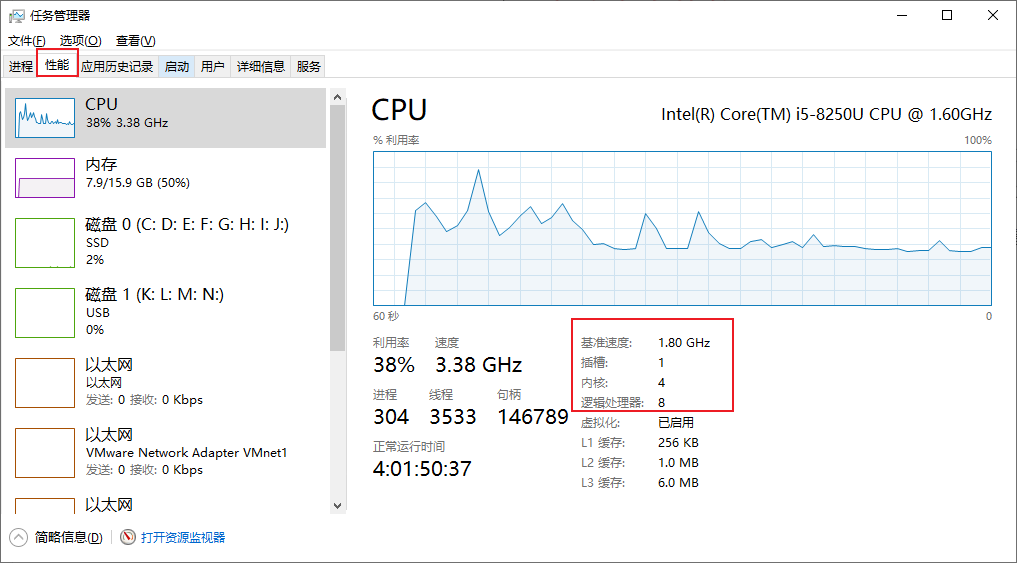 任务管理器
文件(F) 选项(O) 查看(V)
进程 性能 应用历史记录 启动 用户 详细信息 服务
CPU
38% 3.38 GHz
内存
7.9/15.9 GB (50%)
磁盘 0 (C: D: E: F: G: H: I: J:)
SSD
2%
磁盘 1 (K: L: M: N:)
USB
0%
以太网
以太网
发送: 0 接收: 0 Kbps
以太网
VMware Network Adapter VMnet1
发送: 0 接收: 0 Kbps
以太网
CPU
Intel(R) Core(TM) i5-8250U CPU @ 1.60GHz
% 利用率 100%
60 秒 0
利用率 速度
38% 3.38 GHz
进程 线程 句柄
304 3533 146789
正常运行时间
4:01:50:37
基准速度: 1.80 GHz
插槽: 1
内核: 4
逻辑处理器: 8
虚拟化: 已启用
L1 缓存: 256 KB
L2 缓存: 1.0 MB
L3 缓存: 6.0 MB
简略信息(D) 打开资源监视器